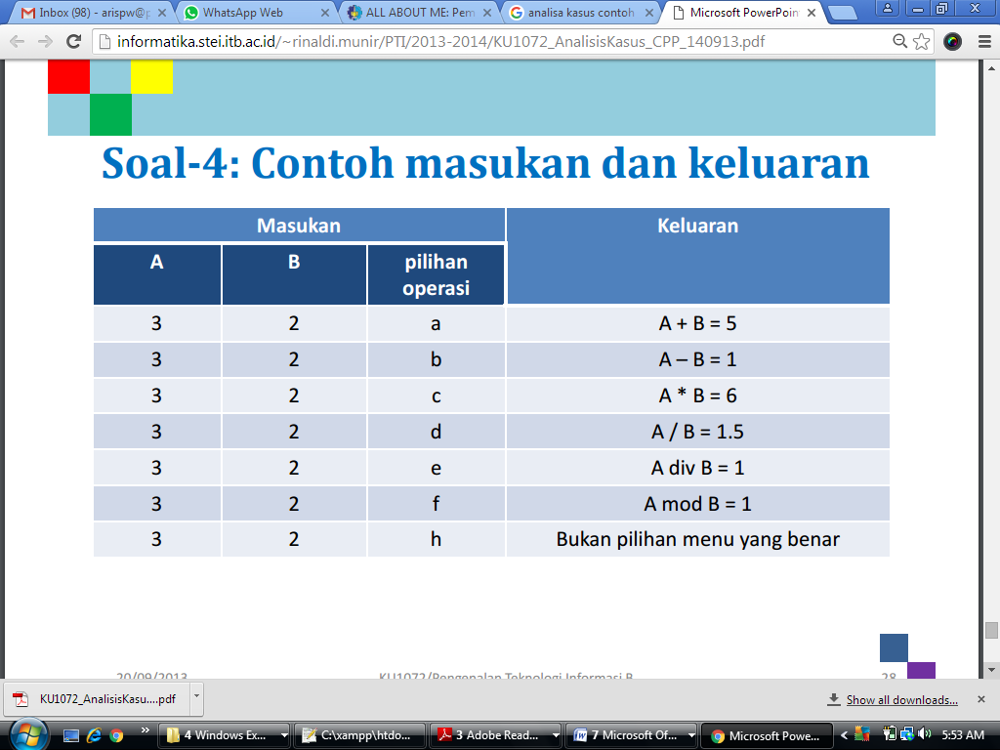 Inbox (98) - arispw@p
WhatsApp Web
ALL ABOUT ME: Pem
analisa kasus contoh
Microsoft PowerPoin
informatika.stei.itb.ac.id/~rinaldi.munir/PTI/2013-2014/KU1072_AnalisisKasus_CPP_140913.pdf
Soal-4: Contoh masukan dan keluaran
Masukan Keluaran
A B pilihan operasi
3 2 a A + B = 5
3 2 b A – B = 1
3 2 c A * B = 6
3 2 d A / B = 1.5
3 2 e A div B = 1
3 2 f A mod B = 1
3 2 h Bukan pilihan menu yang benar
20/09/2013 KU1072/Pengenalan Teknologi Informasi B 28
KU1072_AnalisisKasu....pdf
Show all downloads...
4 Windows Ex...
C:\xampp\htdo...
3 Adobe Read...
7 Microsoft Of...
Microsoft Powe...
5:53 AM